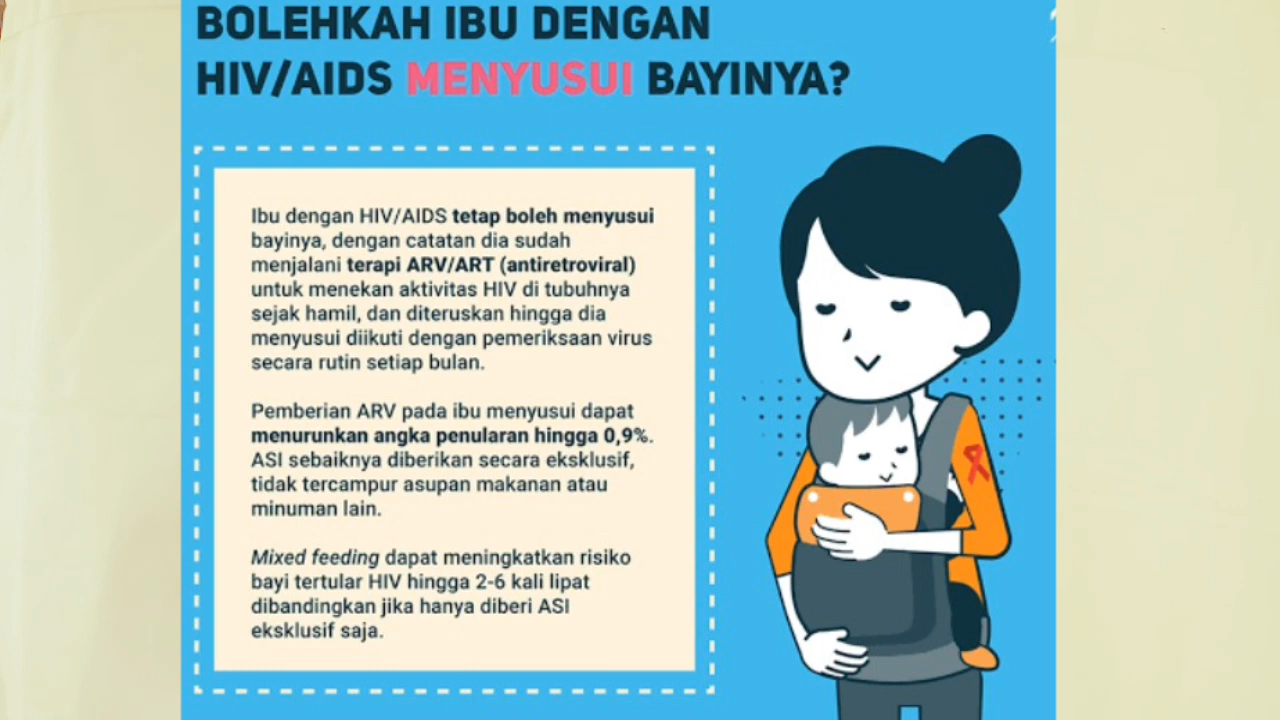 BOLEHKAH IBU DENGAN
HIV/AIDS MENYUSUI BAYINYA?
Ibu dengan HIV/AIDS tetap boleh menyusui
bayinya, dengan catatan dia sudah
menjalani terapi ARV/ART (antiretroviral)
untuk menekan aktivitas HIV di tubuhnya
sejak hamil, dan diteruskan hingga dia
menyusui diikuti dengan pemeriksaan virus
secara rutin setiap bulan.
Pemberian ARV pada ibu menyusui dapat
menurunkan angka penularan hingga 0,9%.
ASI sebaiknya diberikan secara eksklusif,
tidak tercampur asupan makanan atau
minuman lain.
Mixed feeding dapat meningkatkan risiko
bayi tertular HIV hingga 2-6 kali lipat
dibandingkan jika hanya diberi ASI
eksklusif saja.